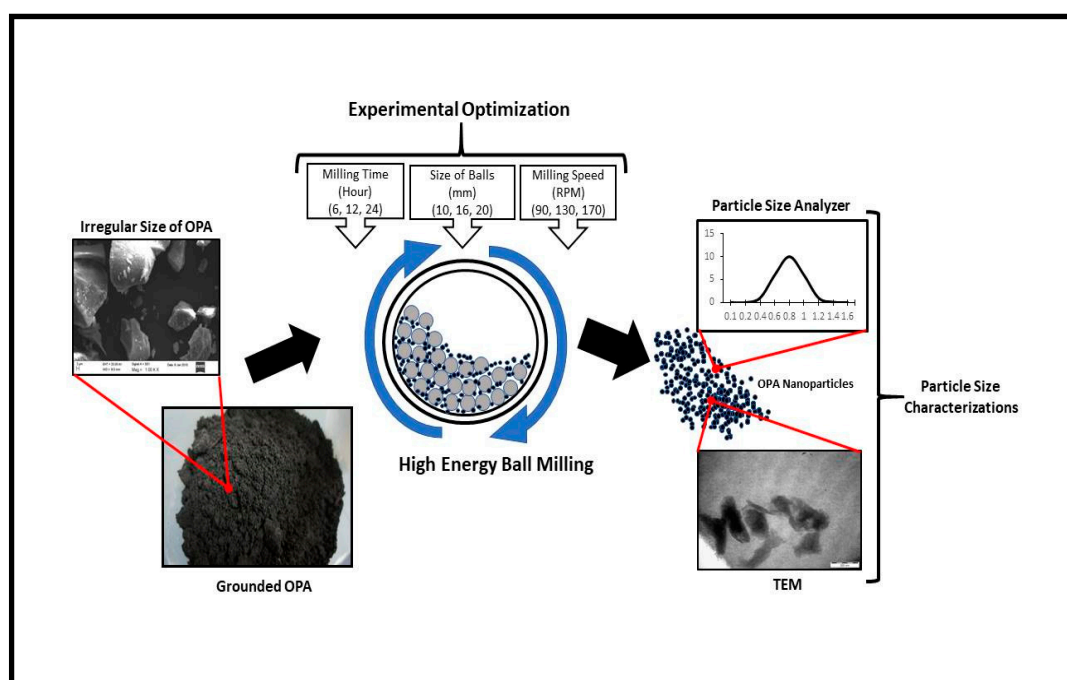 Experimental Optimization
Milling Time
(Hour)
(6, 12, 24)
Size of Balls
(mm)
(10, 16, 20)
Milling Speed
(RPM)
(90, 130, 170)
Irregular Size of OPA
Grounded OPA
High Energy Ball Milling
Particle Size Analyzer
15
10
5
0
0.1 0.2 0.4 0.6 0.8 1 1.2 1.4 1.6
OPA Nanoparticles
TEM
Particle Size
Characterizations